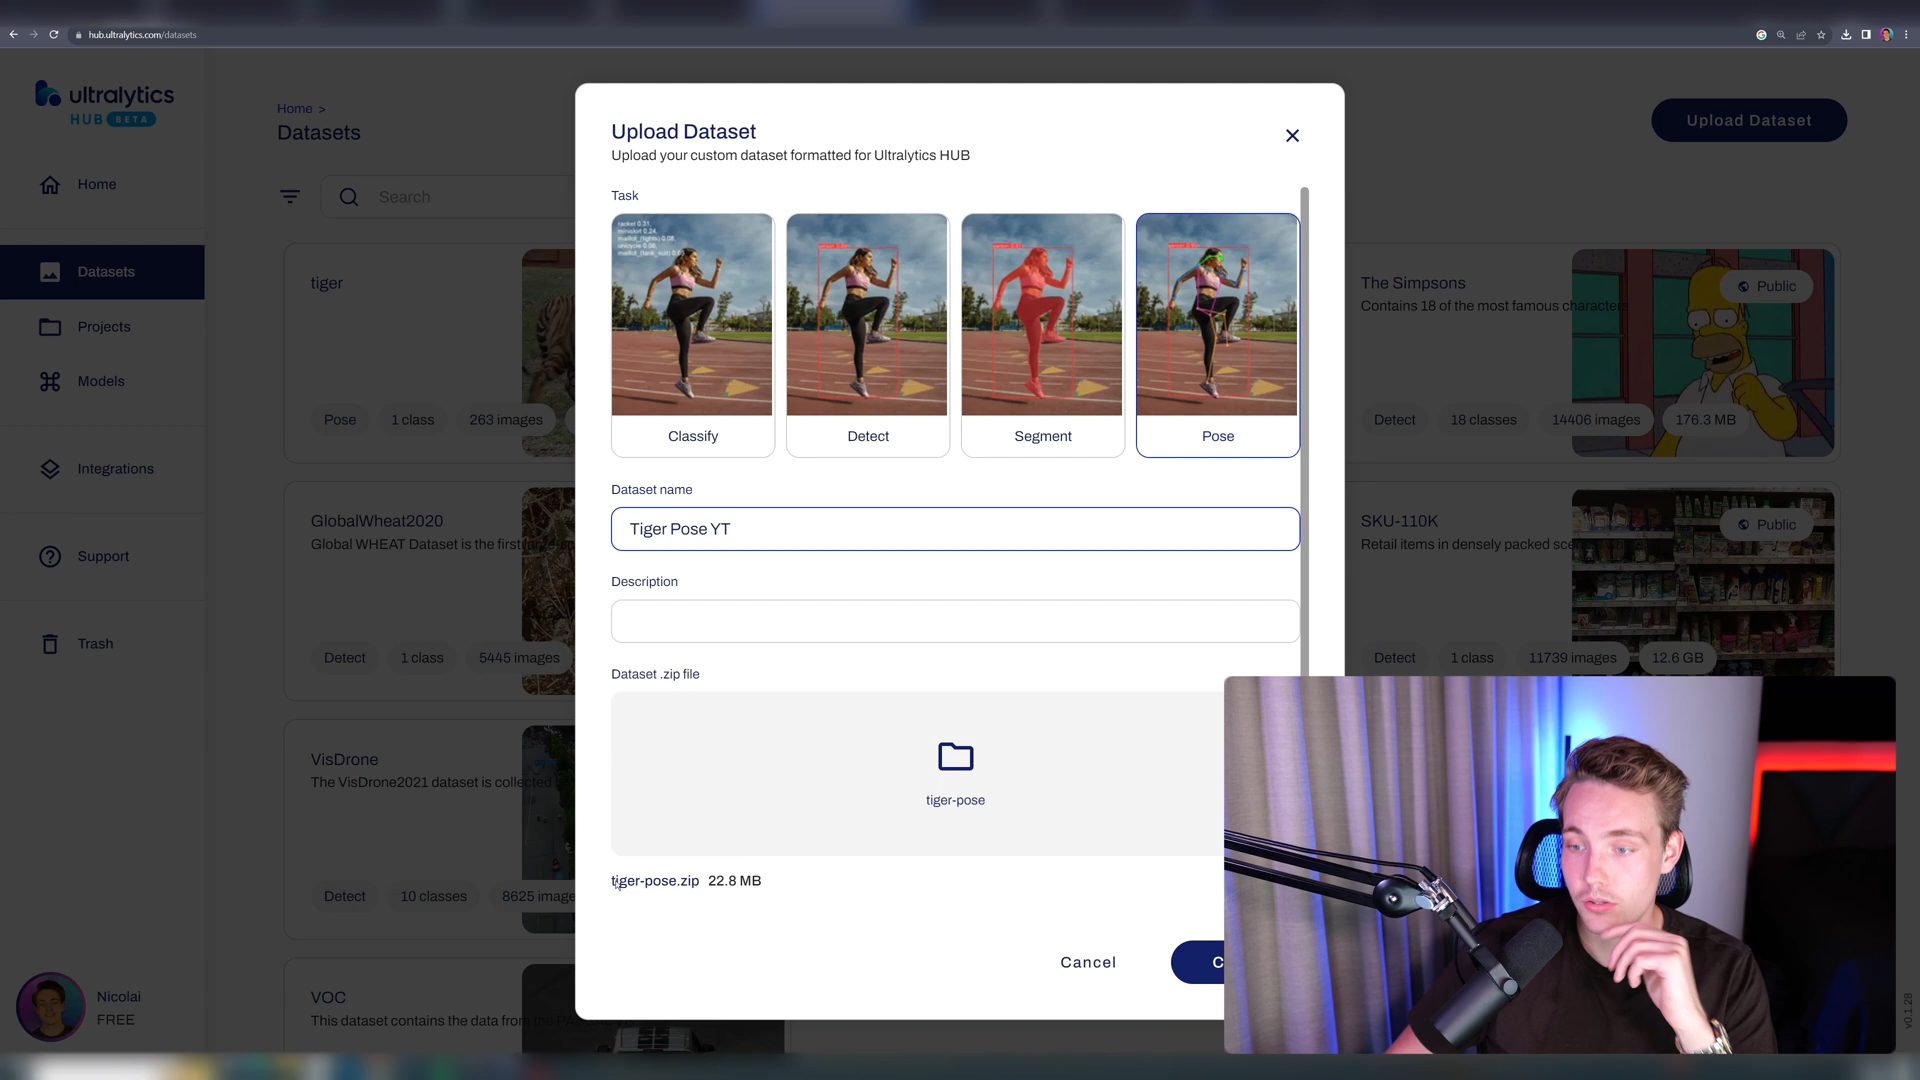 hub.ultralytics.com/datasets
ultralytics
HUB BETA
Home
Datasets
Projects
Models
Integrations
Support
Trash
Nicolai
FREE
Home >
Datasets
Search
Upload Dataset
tiger
Pose
1 class
263 images
GlobalWheat2020
Global WHEAT Dataset is the first
Detect
1 class
5445 images
VisDrone
The VisDrone2021 dataset is collected
Detect
10 classes
8625 image
VOC
This dataset contains the data from the
Upload Dataset
Upload your custom dataset formatted for Ultralytics HUB
Task
Classify
Detect
Segment
Pose
Dataset name
Tiger Pose YT
Description
Dataset .zip file
tiger-pose
tiger-pose.zip 22.8 MB
Cancel
C
The Simpsons
Contains 18 of the most famous characters
Public
Detect
18 classes
14406 images
176.3 MB
SKU-110K
Retail items in densely packed
Public
Detect
1 class
11739 images
12.6 GB
v0.1.28